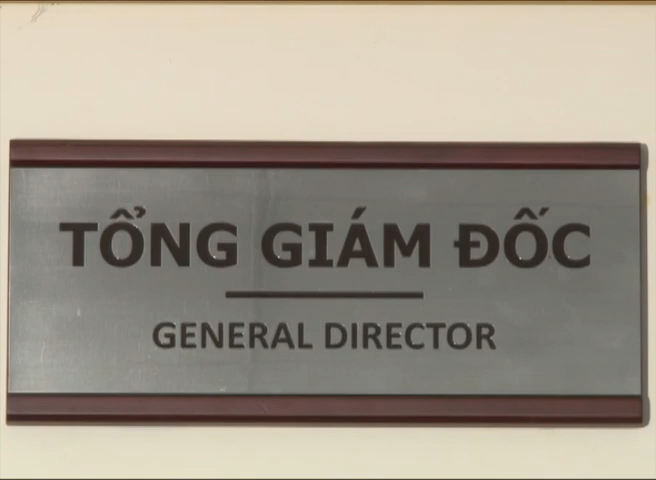 TỔNG GIÁM ĐỐC
GENERAL DIRECTOR